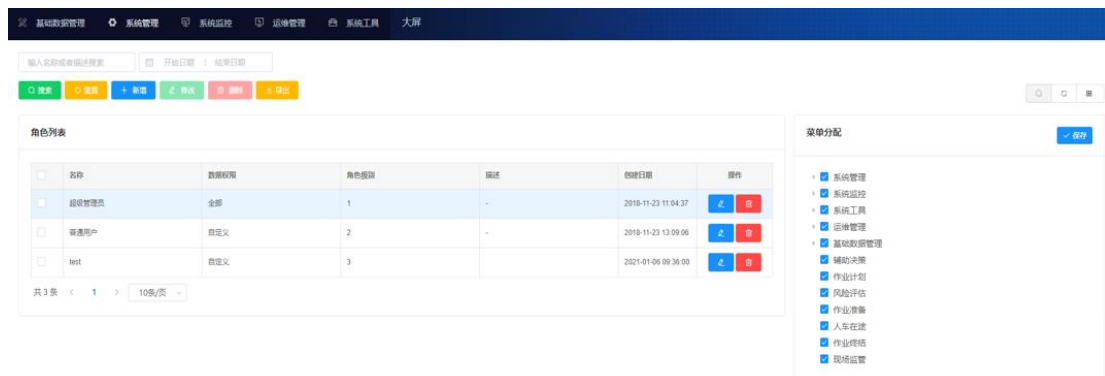 基础数据管理 系统管理 系统监控 运维管理 系统工具 大屏
输入名称或者描述搜索 开始日期 : 结束日期
搜索 重置 + 新增 修改 删除 导出
角色列表
名称 数据权限 角色级别 描述 创建日期 操作
超级管理员 全部 1 - 2018-11-23 11:04:37
普通用户 自定义 2 - 2018-11-23 13:09:06
test 自定义 3 2021-01-06 09:36:00
共 3 条 < 1 > 10条/页
菜单分配 保存
系统管理
系统监控
系统工具
运维管理
基础数据管理
辅助决策
作业计划
风险评估
作业准备
人车在途
作业终结
现场监管